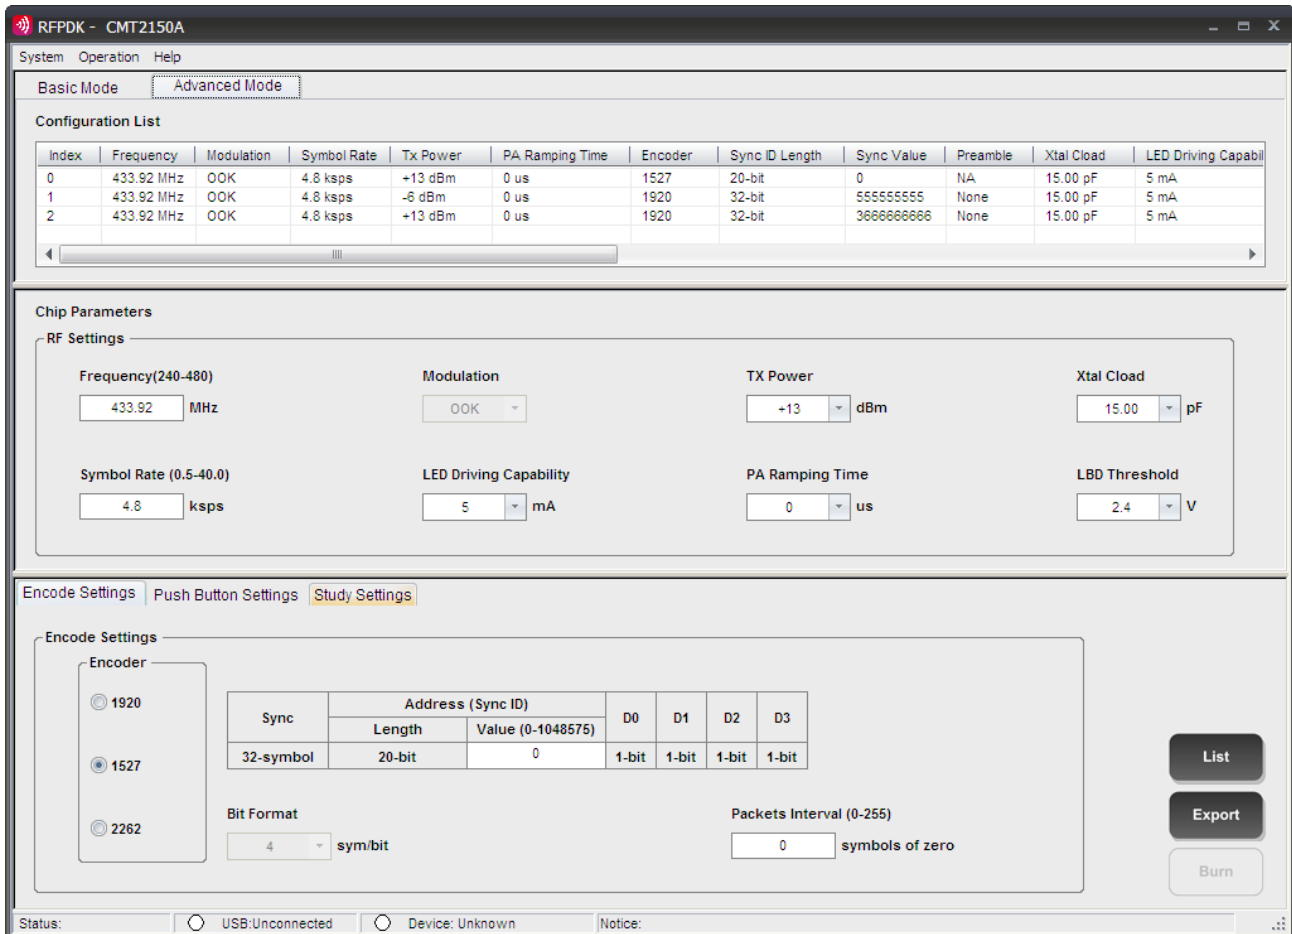 RFPDK - CMT2150A
System Operation Help
Basic Mode Advanced Mode
Configuration List
Index Frequency Modulation Symbol Rate Tx Power PA Ramping Time Encoder Sync ID Length Sync Value Preamble Xtal Cload LED Driving Capabil
0 433.92 MHz OOK 4.8 ksps +13 dBm 0 us 1527 20-bit 0 NA 15.00 pF 5 mA
1 433.92 MHz OOK 4.8 ksps -6 dBm 0 us 1920 32-bit 555555555 None 15.00 pF 5 mA
2 433.92 MHz OOK 4.8 ksps +13 dBm 0 us 1920 32-bit 3666666666 None 15.00 pF 5 mA
Chip Parameters
RF Settings
Frequency(240-480) Modulation TX Power Xtal Cload
433.92 MHz OOK +13 dBm 15.00 pF
Symbol Rate (0.5-40.0) LED Driving Capability PA Ramping Time LBD Threshold
4.8 ksps 5 mA 0 us 2.4 V
Encode Settings Push Button Settings Study Settings
Encode Settings
Encoder
1920
1527
2262
Sync Address (Sync ID) D0 D1 D2 D3
Length Value (0-1048575)
32-symbol 20-bit 0 1-bit 1-bit 1-bit 1-bit
Bit Format Packets Interval (0-255)
4 sym/bit 0 symbols of zero
List
Export
Burn
Status: USB:Unconnected Device: Unknown Notice: